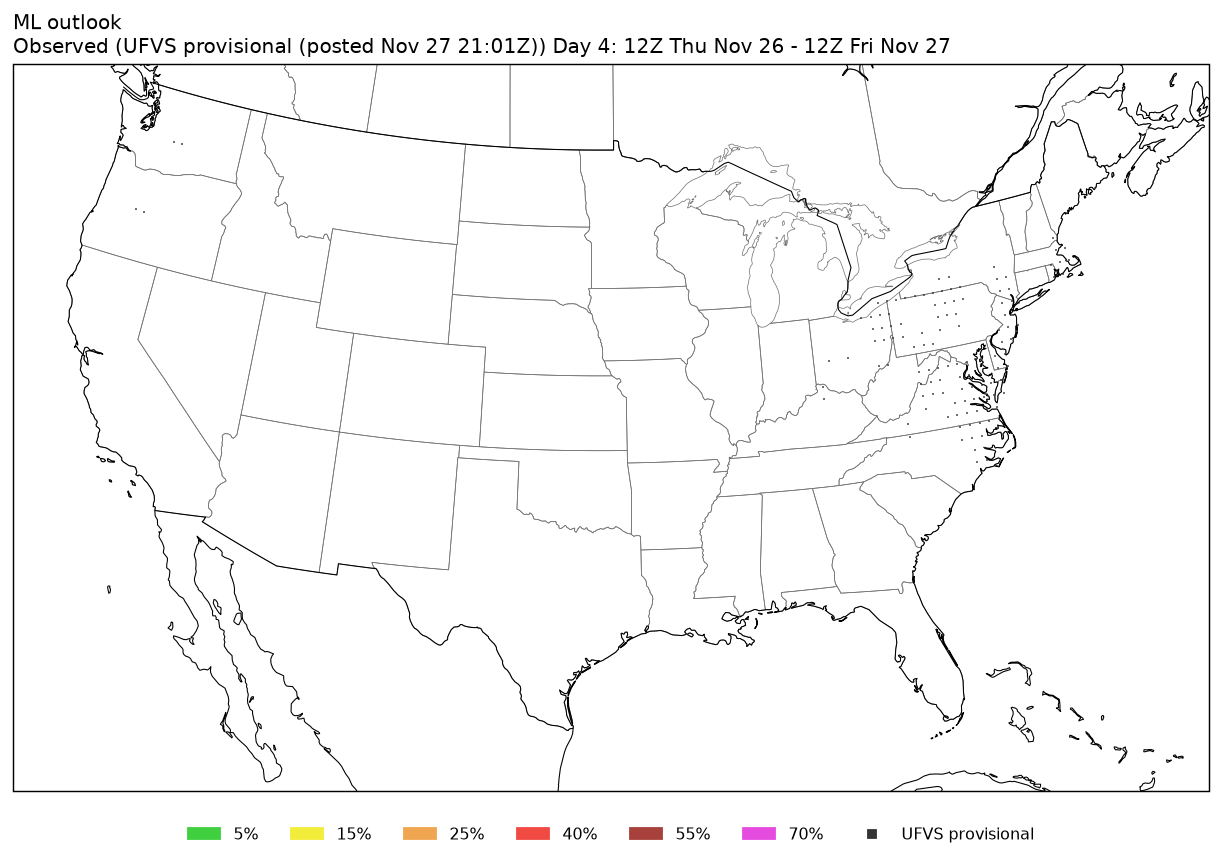 ML outlook
Observed (UFVS provisional (posted Nov 27 21:01Z)) Day 4: 12Z Thu Nov 26 - 12Z Fri Nov 27
5% 15% 25% 40% 55% 70% UFVS provisional